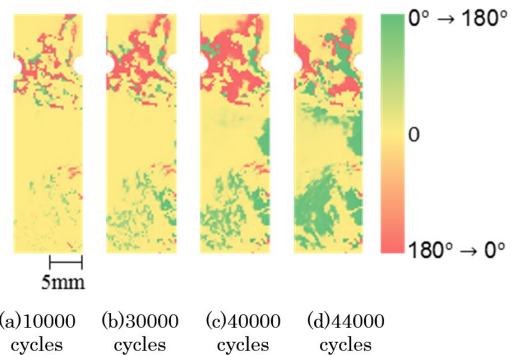 0° → 180°
0
180° → 0°
5mm
(a)10000 cycles
(b)30000 cycles
(c)40000 cycles
(d)44000 cycles